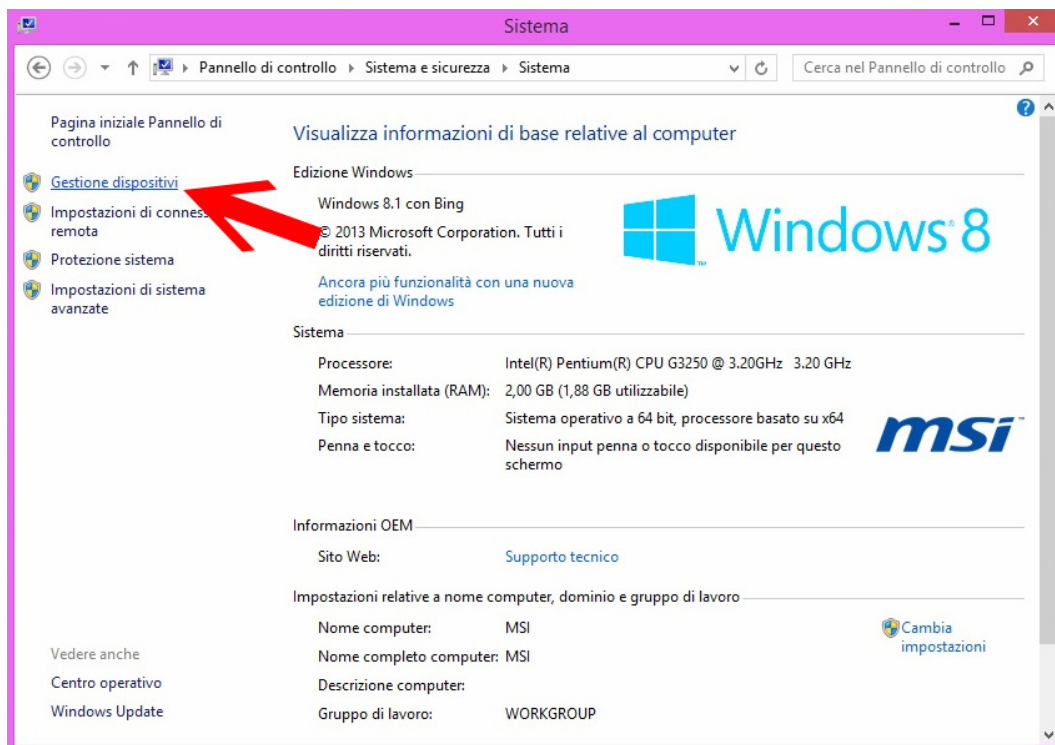 Sistema
Pannello di controllo Sistema e sicurezza Sistema
Cerca nel Pannello di controllo
Pagina iniziale Pannello di
controllo
Gestione dispositivi
Impostazioni di
remota
Protezione sistema
Impostazioni di sistema
avanzate
Vedere anche
Centro operativo
Windows Update
Visualizza informazioni di base relative al computer
Edizione Windows
Windows 8.1 con Bing
© 2013 Microsoft Corporation. Tutti i
diritti riservati.
Ancora più funzionalità con una nuova
edizione di Windows
Windows 8
Sistema
Processore: Intel(R) Pentium(R) CPU G3250 @ 3.20GHz 3.20 GHz
Memoria installata (RAM): 2,00 GB (1,88 GB utilizzabile)
Tipo sistema: Sistema operativo a 64 bit, processore basato su x64
Penna e tocco: Nessun input penna o tocco disponibile per questo
schermo
msi
Informazioni OEM
Sito Web: Supporto tecnico
Impostazioni relative a nome computer, dominio e gruppo di lavoro
Nome computer: MSI
Cambia
impostazioni
Nome completo computer: MSI
Descrizione computer:
Gruppo di lavoro: WORKGROUP